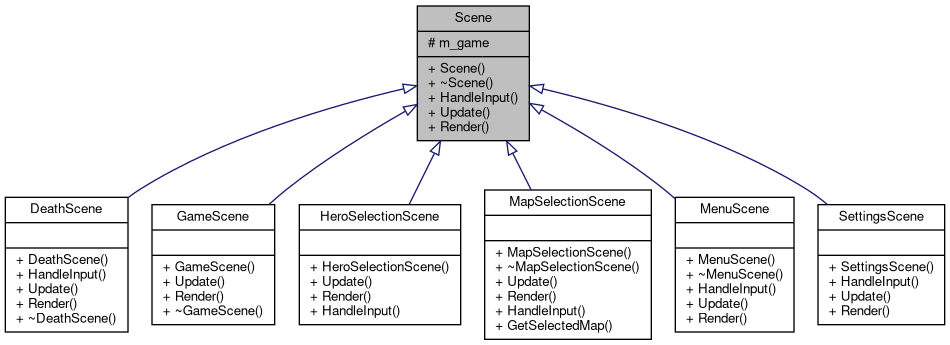 Scene
# m_game
+ Scene()
+ ~Scene()
+ HandleInput()
+ Update()
+ Render()
DeathScene
+ DeathScene()
+ HandleInput()
+ Update()
+ Render()
+ ~DeathScene()
GameScene
+ GameScene()
+ Update()
+ Render()
+ ~GameScene()
HeroSelectionScene
+ HeroSelectionScene()
+ Update()
+ Render()
+ HandleInput()
MapSelectionScene
+ MapSelectionScene()
+ ~MapSelectionScene()
+ Update()
+ Render()
+ HandleInput()
+ GetSelectedMap()
MenuScene
+ MenuScene()
+ ~MenuScene()
+ HandleInput()
+ Update()
+ Render()
SettingsScene
+ SettingsScene()
+ HandleInput()
+ Update()
+ Render()